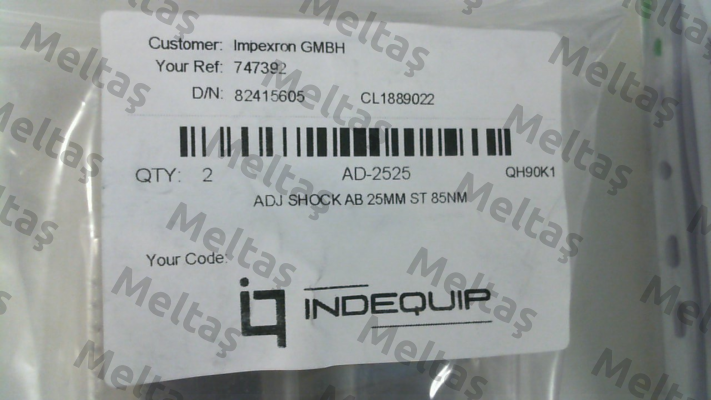 Customer: Impexron GMBH
Your Ref: 747392
D/N: 82415605 CL1889022
QTY: 2 AD-2525 QH90K1
ADJ SHOCK AB 25MM ST 85NM
Your Code:
INDEQUIP
Meltaş